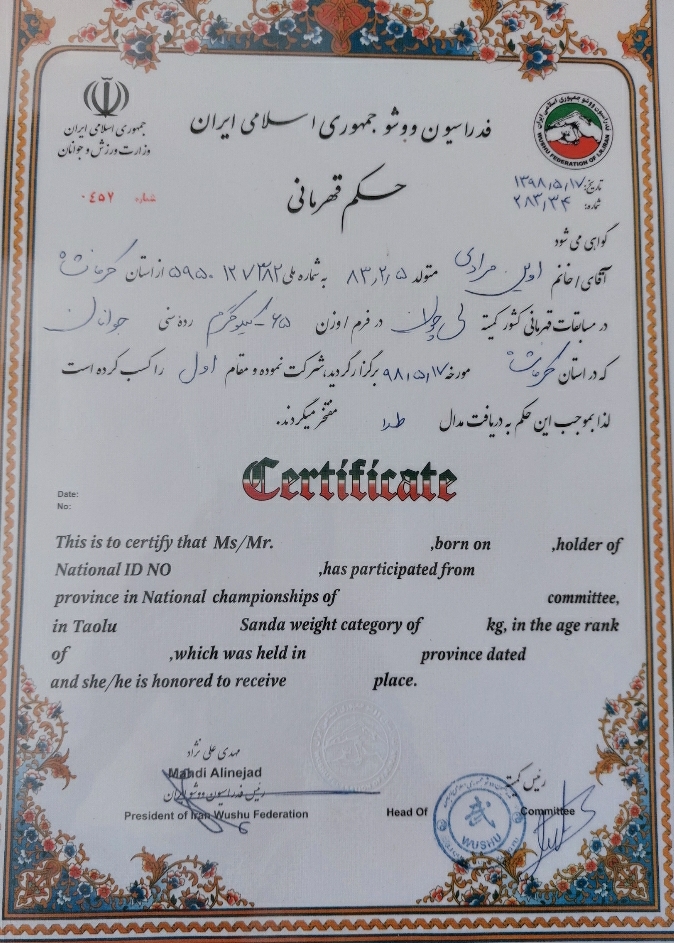 جمهوری اسلامی ایران
وزارت ورزش و جوانان
فدراسیون ووشو جمهوری اسلامی ایران
فدراسیون ووشو جمهوری اسلامی ایران
WUSHU FEDERATION OF I.R.IRAN
شماره ۰۴۵۲
حکم قهرمانی
تاریخ: ۱۳۹۸,۵,۱۷
شماره: ۲۸۳,۳۴
گواهی می شود
آقای/خانم مرادی متولد ۸۳,۲,۵ به شماره ملی از استان کرمانشاه
در مسابقات قهرمانی کشور کمیته در فرم/وزن ۶۵- کیلوگرم رده سنی جوانان
که در استان کرمانشاه مورخه ۹۸,۵,۱۷ برگزار گردید، شرکت نموده و مقام اول را کسب کرده است
لذا بموجب این حکم به دریافت مدال طلا مفتخر میگردند.
Certificate
Date:
No:
This is to certify that Ms/Mr. ,born on ,holder of
National ID NO ,has participated from
province in National championships of committee,
in Taolu Sanda weight category of kg, in the age rank
of ,which was held in province dated
and she/he is honored to receive place.
مهدی علی نژاد
Mahdi Alinejad
رئیس فدراسیون ووشو ایران
President of Iran Wushu Federation
رئیس کمیته
Head Of Committee
武
WUSHU